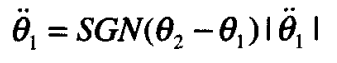 θ̈₁ = SGN(θ₂ − θ₁) | θ̈₁ |